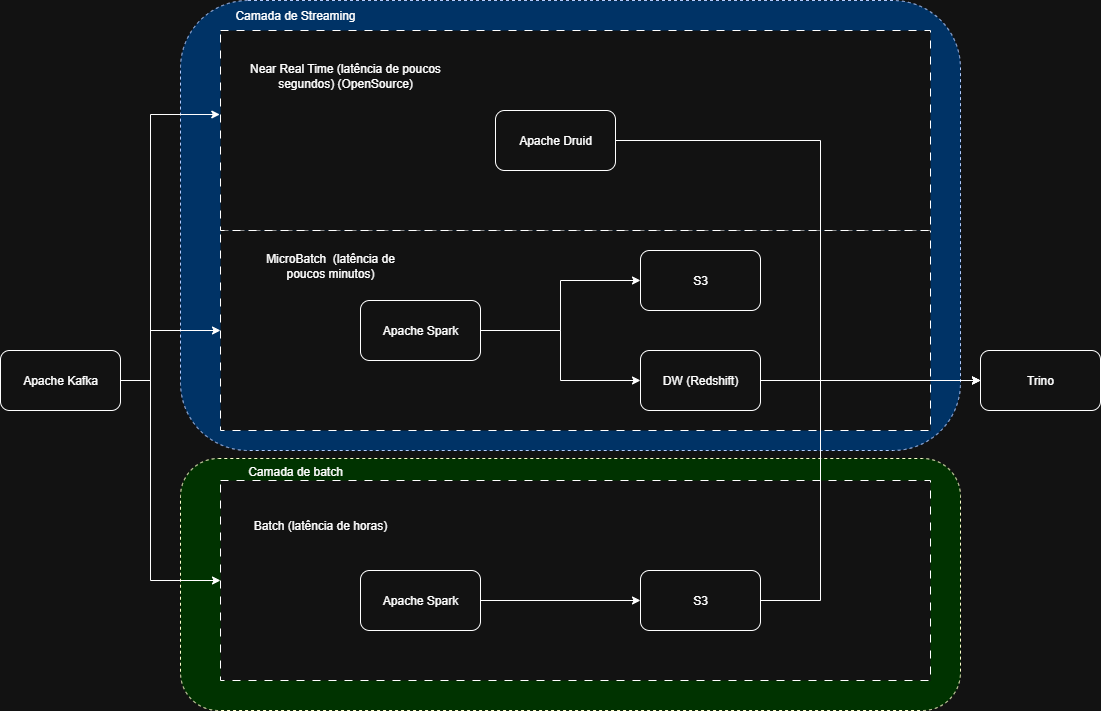 Camada de Streaming
Near Real Time (latência de poucos
segundos) (OpenSource)
Apache Druid
MicroBatch  (latência de
poucos minutos)
S3
Apache Spark
Apache Kafka
DW (Redshift)
Trino
Camada de batch
Batch (latência de horas)
Apache Spark
S3